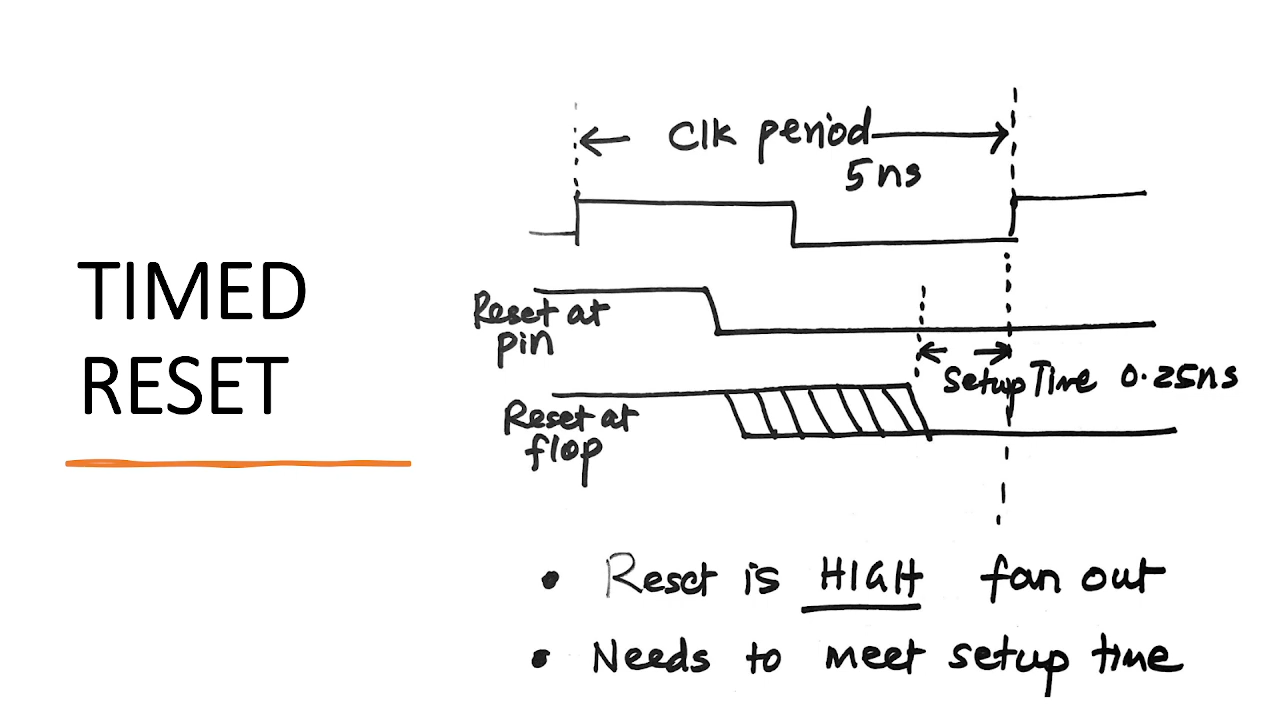 TIMED
RESET
Clk period
5ns
Reset at
pin
Setup Time 0.25ns
Reset at
flop
• Reset is HIGH fan out
• Needs to meet setup time